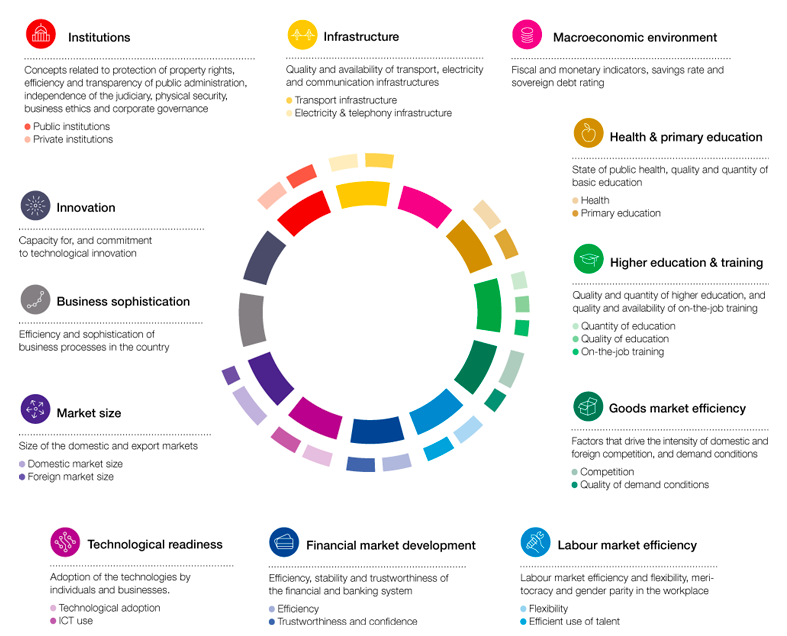 Institutions
Concepts related to protection of property rights,
efficiency and transparency of public administration,
independence of the judiciary, physical security,
business ethics and corporate governance
Public institutions
Private institutions
Infrastructure
Quality and availability of transport, electricity
and communication infrastructures
Transport infrastructure
Electricity & telephony infrastructure
Macroeconomic environment
Fiscal and monetary indicators, savings rate and
sovereign debt rating
Health & primary education
State of public health, quality and quantity of
basic education
Health
Primary education
Innovation
Capacity for, and commitment
to technological innovation
Higher education & training
Quality and quantity of higher education, and
quality and availability of on-the-job training
Quantity of education
Quality of education
On-the-job training
Business sophistication
Efficiency and sophistication of
business processes in the country
Market size
Size of the domestic and export markets
Domestic market size
Foreign market size
Goods market efficiency
Factors that drive the intensity of domestic and
foreign competition, and demand conditions
Competition
Quality of demand conditions
Technological readiness
Adoption of the technologies by
individuals and businesses.
Technological adoption
ICT use
Financial market development
Efficiency, stability and trustworthiness of
the financial and banking system
Efficiency
Trustworthiness and confidence
Labour market efficiency
Labour market efficiency and flexibility, meri-
tocracy and gender parity in the workplace
Flexibility
Efficient use of talent